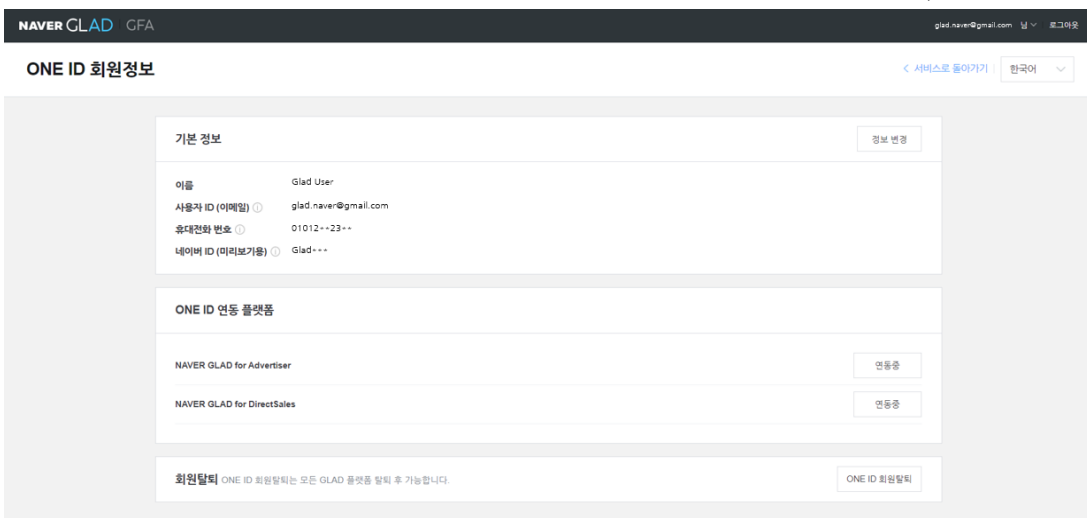 NAVER GLAD GFA
glad.naver@gmail.com 님 로그아웃
ONE ID 회원정보
< 서비스로 돌아가기 한국어
기본 정보
정보 변경
이름 Glad User
사용자 ID (이메일) glad.naver@gmail.com
휴대전화 번호 01012**23**
네이버 ID (미리보기용) Glad***
ONE ID 연동 플랫폼
NAVER GLAD for Advertiser 연동중
NAVER GLAD for DirectSales 연동중
회원탈퇴 ONE ID 회원탈퇴는 모든 GLAD 플랫폼 탈퇴 후 가능합니다.
ONE ID 회원탈퇴